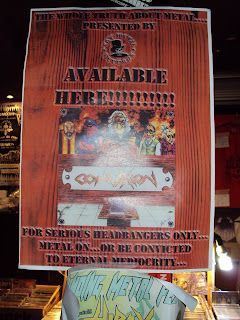 THE WHOLE TRUTH ABOUT METAL...
PRESENTED BY
AVAILABLE
HERE!!!!!!!!!!
FOR SERIOUS HEADBANGERS ONLY...
METAL ON...OR BE CONVICTED
TO ETERNAL MEDIOCRITY...
METAL